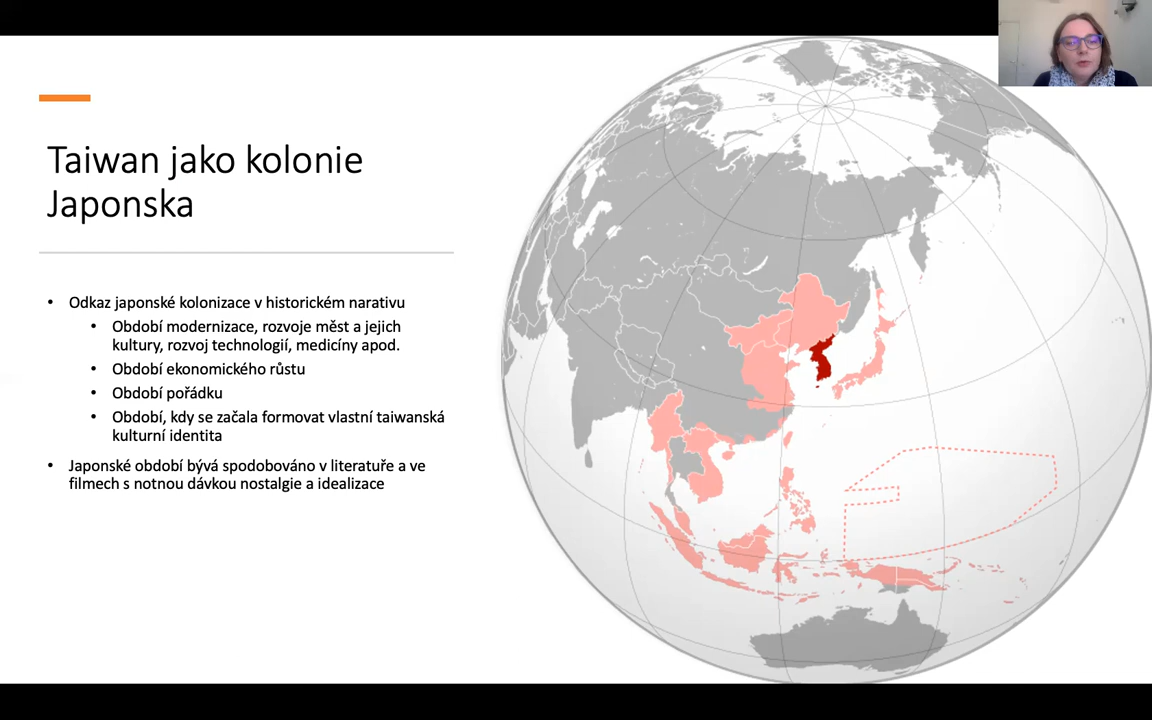 Taiwan jako kolonie
Japonska
• Odkaz japonské kolonizace v historickém narativu
• Období modernizace, rozvoje měst a jejich
kultury, rozvoj technologií, medicíny apod.
• Období ekonomického růstu
• Období pořádku
• Období, kdy se začala formovat vlastní taiwanská
kulturní identita
• Japonské období bývá spodobováno v literatuře a ve
filmech s notnou dávkou nostalgie a idealizace